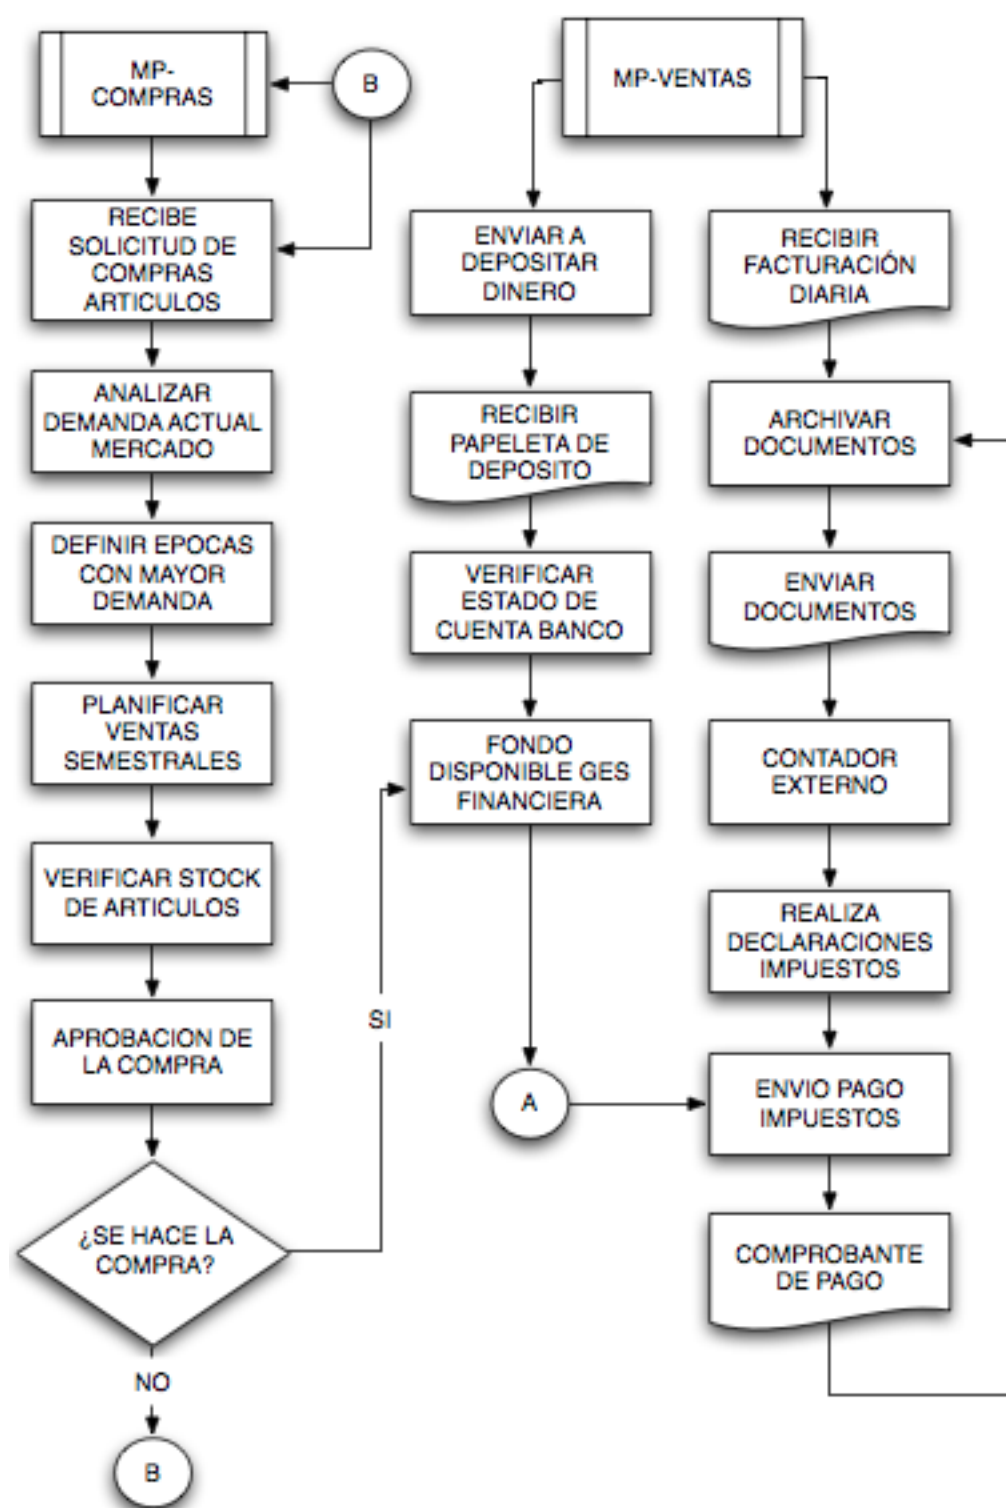 MP-
COMPRAS
B
RECIBE
SOLICITUD DE
COMPRAS
ARTICULOS
ANALIZAR
DEMANDA ACTUAL
MERCADO
DEFINIR EPOCAS
CON MAYOR
DEMANDA
PLANIFICAR
VENTAS
SEMESTRALES
VERIFICAR STOCK
DE ARTICULOS
APROBACION DE
LA COMPRA
¿SE HACE LA
COMPRA?
SI
NO
B
MP-VENTAS
ENVIAR A
DEPOSITAR
DINERO
RECIBIR
PAPELETA DE
DEPOSITO
VERIFICAR
ESTADO DE
CUENTA BANCO
FONDO
DISPONIBLE GES
FINANCIERA
A
RECIBIR
FACTURACIÓN
DIARIA
ARCHIVAR
DOCUMENTOS
ENVIAR
DOCUMENTOS
CONTADOR
EXTERNO
REALIZA
DECLARACIONES
IMPUESTOS
ENVIO PAGO
IMPUESTOS
COMPROBANTE
DE PAGO